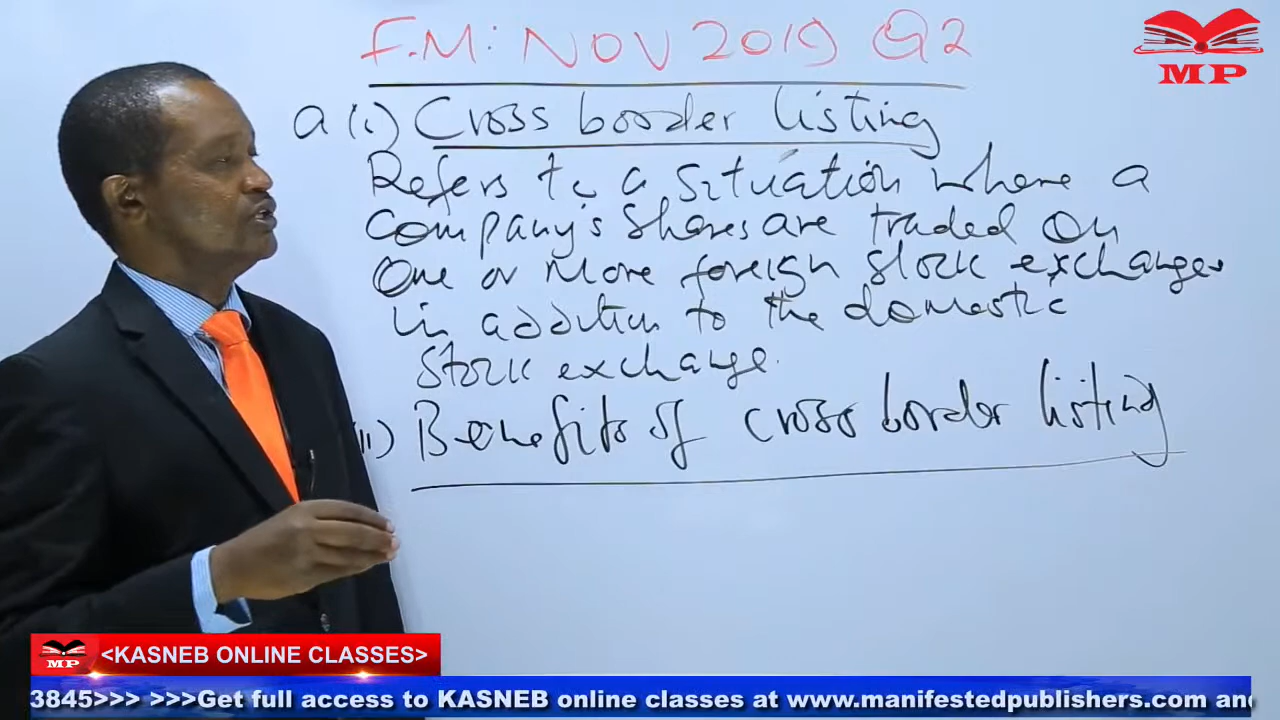 F.M: NOV 2019 Q2
MP
a (i) Cross border listing
Refers to a situation where a
Company's shares are traded on
One or more foreign stock exchanges
in addition to the domestic
stock exchange.
(ii) Benefits of cross border listing
MP
<KASNEB ONLINE CLASSES>
3845>>> >>>Get full access to KASNEB online classes at www.manifestedpublishers.com and